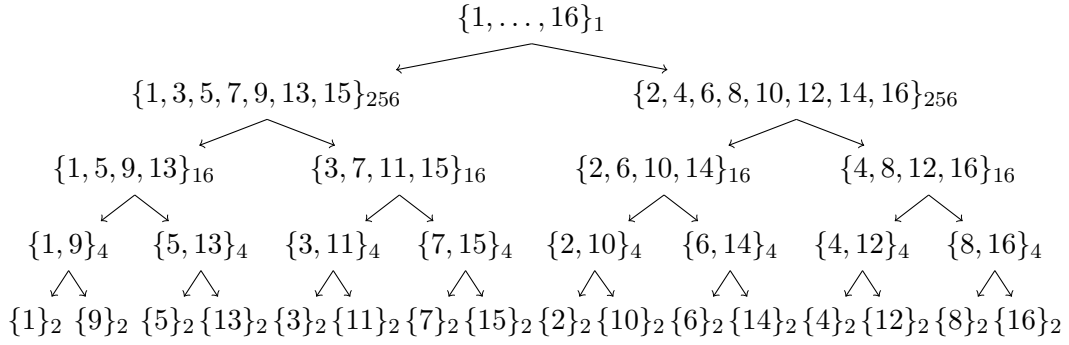 {1, . . . , 16}₁
{1, 3, 5, 7, 9, 13, 15}₂₅₆ {2, 4, 6, 8, 10, 12, 14, 16}₂₅₆
{1, 5, 9, 13}₁₆ {3, 7, 11, 15}₁₆ {2, 6, 10, 14}₁₆ {4, 8, 12, 16}₁₆
{1, 9}₄ {5, 13}₄ {3, 11}₄ {7, 15}₄ {2, 10}₄ {6, 14}₄ {4, 12}₄ {8, 16}₄
{1}₂ {9}₂ {5}₂ {13}₂ {3}₂ {11}₂ {7}₂ {15}₂ {2}₂ {10}₂ {6}₂ {14}₂ {4}₂ {12}₂ {8}₂ {16}₂